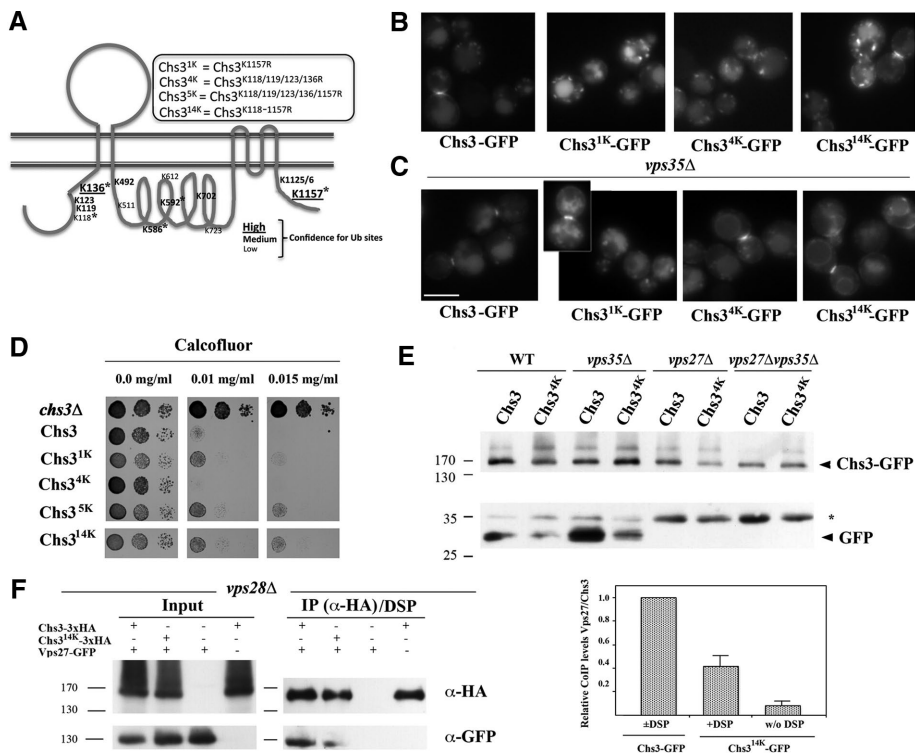 A
Chs3 1K = Chs3 K1157R
Chs3 4K = Chs3 K118/119/123/136R
Chs3 5K = Chs3 K118/119/123/136/1157R
Chs3 14K = Chs3 K118-1157R
K136*
K123
K119
K118*
K492
K511
K612
K592*
K586*
K702
K723
K1125/6
K1157*
High
Medium
Low
Confidence for Ub sites
B
Chs3-GFP
Chs3 1K-GFP
Chs3 4K-GFP
Chs3 14K-GFP
C
vps35Δ
Chs3-GFP
Chs3 1K-GFP
Chs3 4K-GFP
Chs3 14K-GFP
D
Calcofluor
0.0 mg/ml 0.01 mg/ml 0.015 mg/ml
chs3Δ
Chs3
Chs3 1K
Chs3 4K
Chs3 5K
Chs3 14K
E
WT vps35Δ vps27Δ vps27Δvps35Δ
Chs3 Chs3 4K Chs3 Chs3 4K Chs3 Chs3 4K Chs3 Chs3 4K
170
130
Chs3-GFP
35
25
*
GFP
F
vps28Δ
Input IP (α-HA)/DSP
Chs3-3xHA + - - + + - - +
Chs3 14K-3xHA - + - - - + - -
Vps27-GFP + + + - + + + -
170
130
α-HA
130
α-GFP
Relative CoIP levels Vps27/Chs3
1.0
0.8
0.6
0.4
0.2
0
±DSP +DSP w/o DSP
Chs3-GFP Chs3 14K-GFP